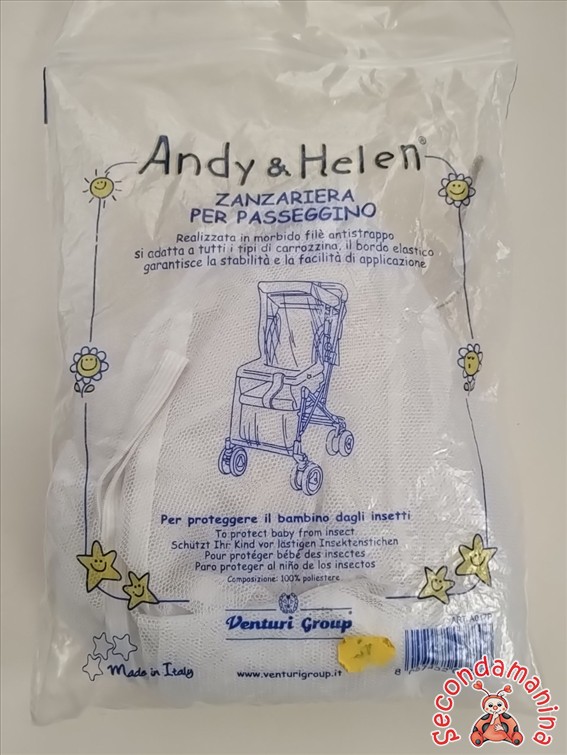 Andy & Helen®
ZANZARIERA
PER PASSEGGINO
Realizzata in morbido filè antistrappo
si adatta a tutti i tipi di carrozzina, il bordo elastico
garantisce la stabilità e la facilità di applicazione
Per proteggere il bambino dagli insetti
To protect baby from insect
Schützt Ihr Kind vor lästigen Insektenstichen
Pour protéger bébé des insectes
Paro proteger al niño de los insectos
Composizione: 100% poliestere
Venturi Group®
Made in Italy
www.venturigroup.it
ART.
8
Secondamanina